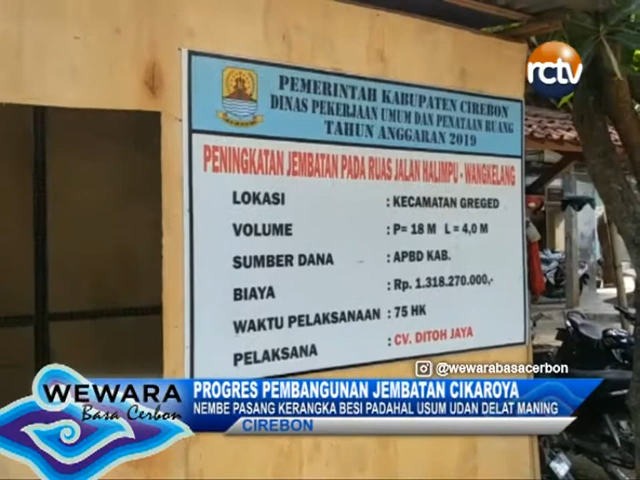 rctv
PEMERINTAH KABUPATEN CIREBON
DINAS PEKERJAAN UMUM DAN PENATAAN RUANG
TAHUN ANGGARAN 2019
PENINGKATAN JEMBATAN PADA RUAS JALAN HALIMPU - WANGKELANG
LOKASI : KECAMATAN GREGED
VOLUME : P= 18 M L = 4,0 M
SUMBER DANA : APBD KAB.
BIAYA : Rp. 1.318.270.000,-
WAKTU PELAKSANAAN : 75 HK
PELAKSANA : CV. DITOH JAYA
@wewarabasacerbon
WEWARA
Basa Cerbon
PROGRES PEMBANGUNAN JEMBATAN CIKAROYA
NEMBE PASANG KERANGKA BESI PADAHAL USUM UDAN DELAT MANING
CIREBON